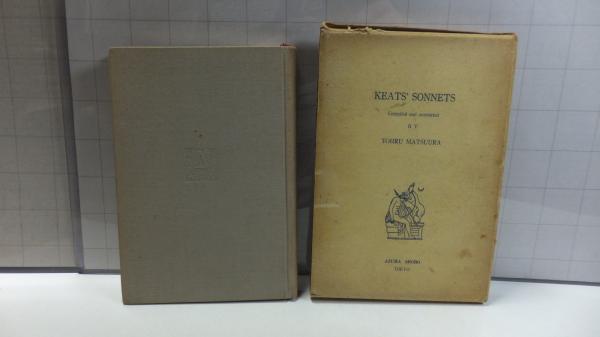 KEATS' SONNETS
Compiled and annotated
BY
TOHRU MATSUURA
AZUMA SHOBO
TOKYO